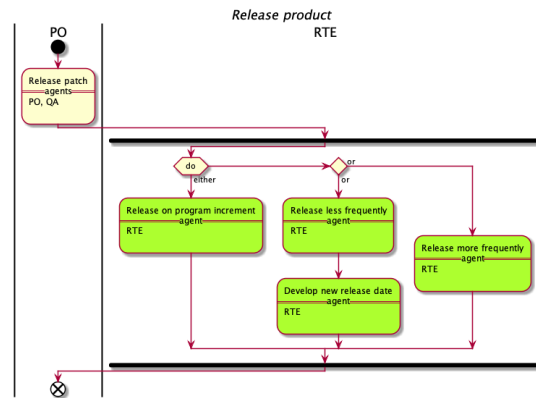 Release product
PO
RTE
Release patch
agents
PO, QA
do
either
or
or
Release on program increment
agent
RTE
Release less frequently
agent
RTE
Release more frequently
agent
RTE
Develop new release date
agent
RTE